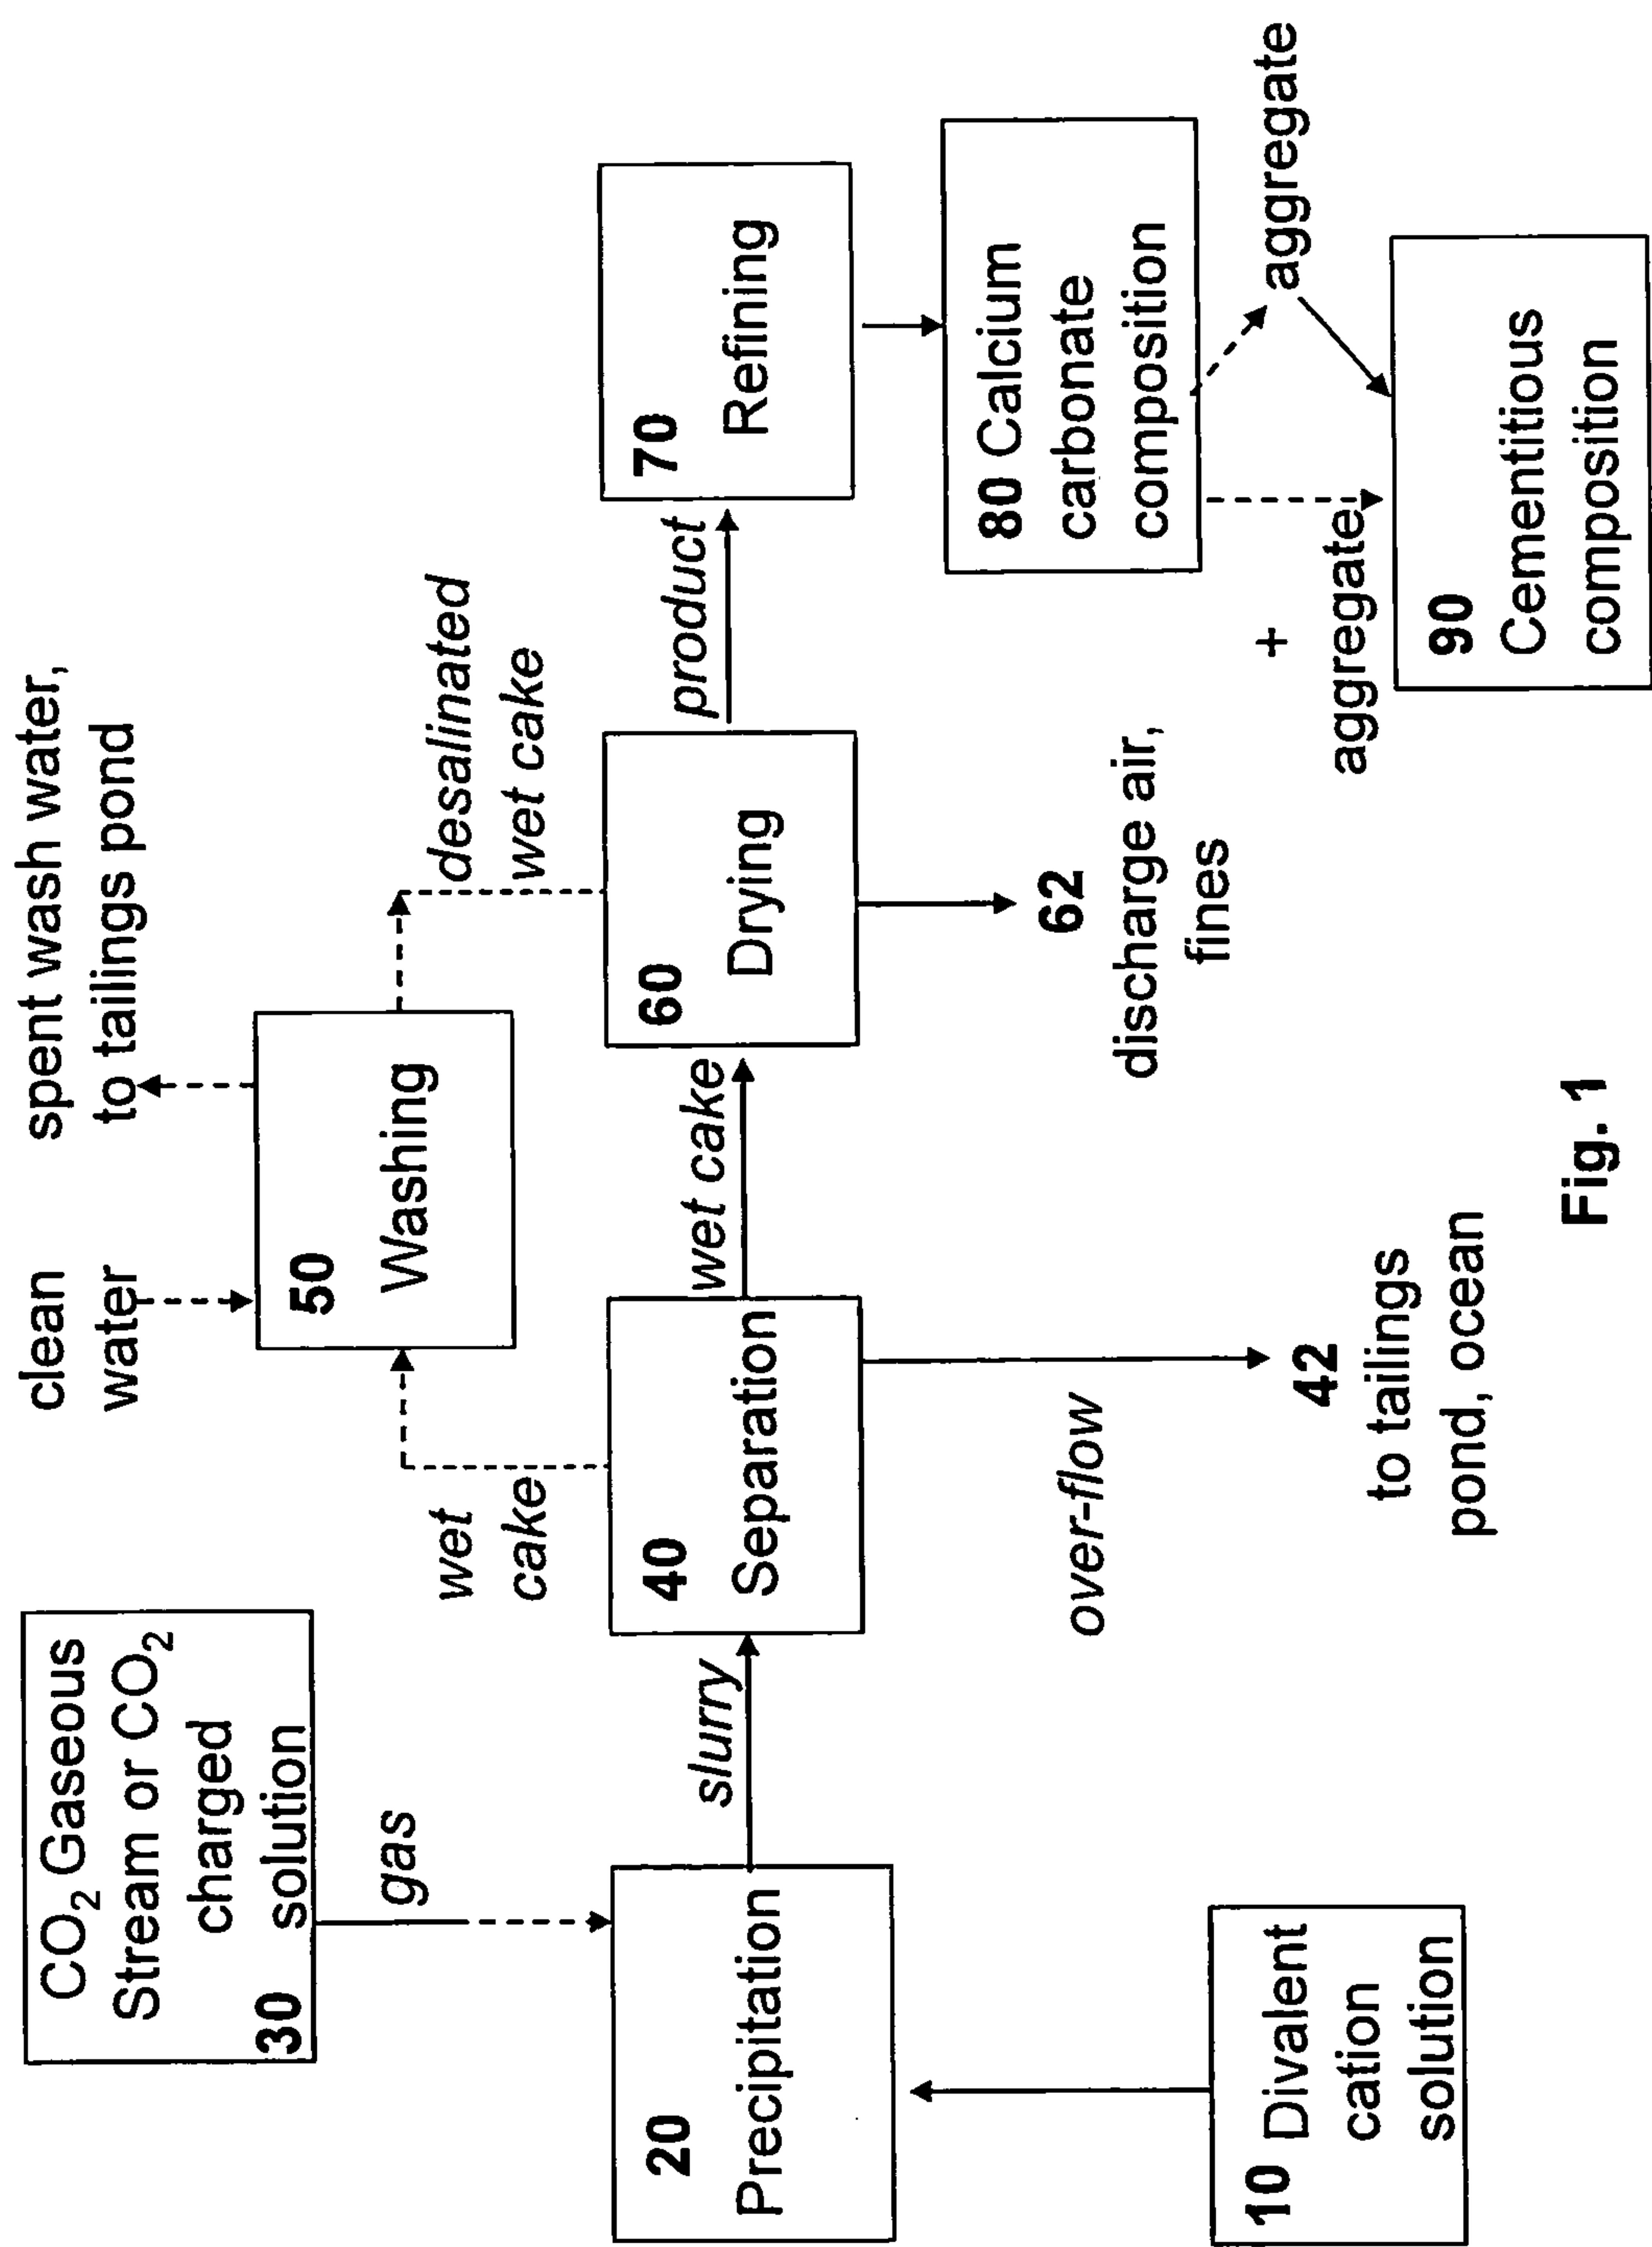 CO₂ Gaseous
Stream or CO₂
charged
30 solution
gas
20
Precipitation
10 Divalent
cation
solution
slurry
clean
water
spent wash water,
to tailings pond
50
Washing
wet
cake
desalinated
wet cake
40
Separation
over-flow
42
to tailings
pond, ocean
wet cake
60
Drying
62
discharge air,
fines
product
70
Refining
80 Calcium
carbonate
composition
+
aggregate
aggregate
90
Cementitious
composition
Fig. 1